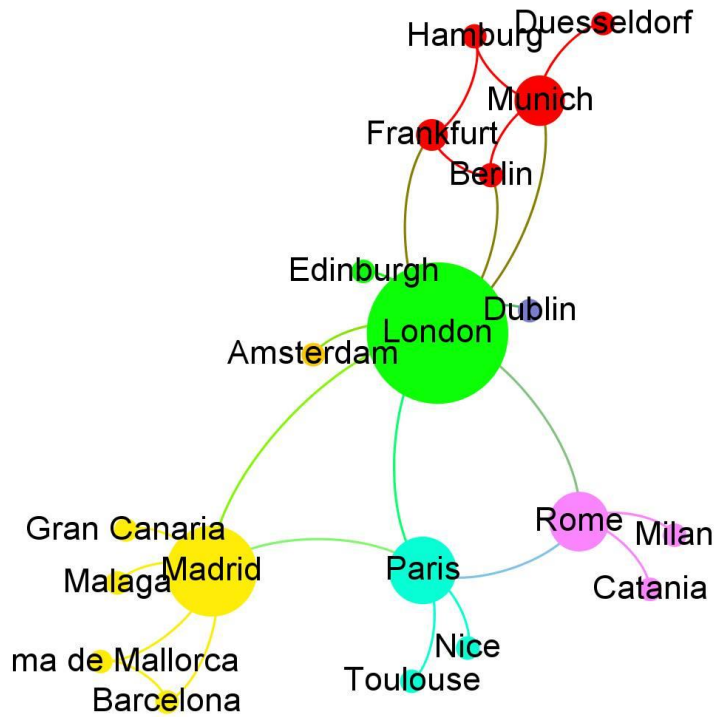 Duesseldorf
Hamburg
Munich
Frankfurt
Berlin
Edinburgh
Dublin
London
Amsterdam
Rome
Gran Canaria
Milan
Madrid
Paris
Malaga
Catania
Nice
ma de Mallorca
Toulouse
Barcelona